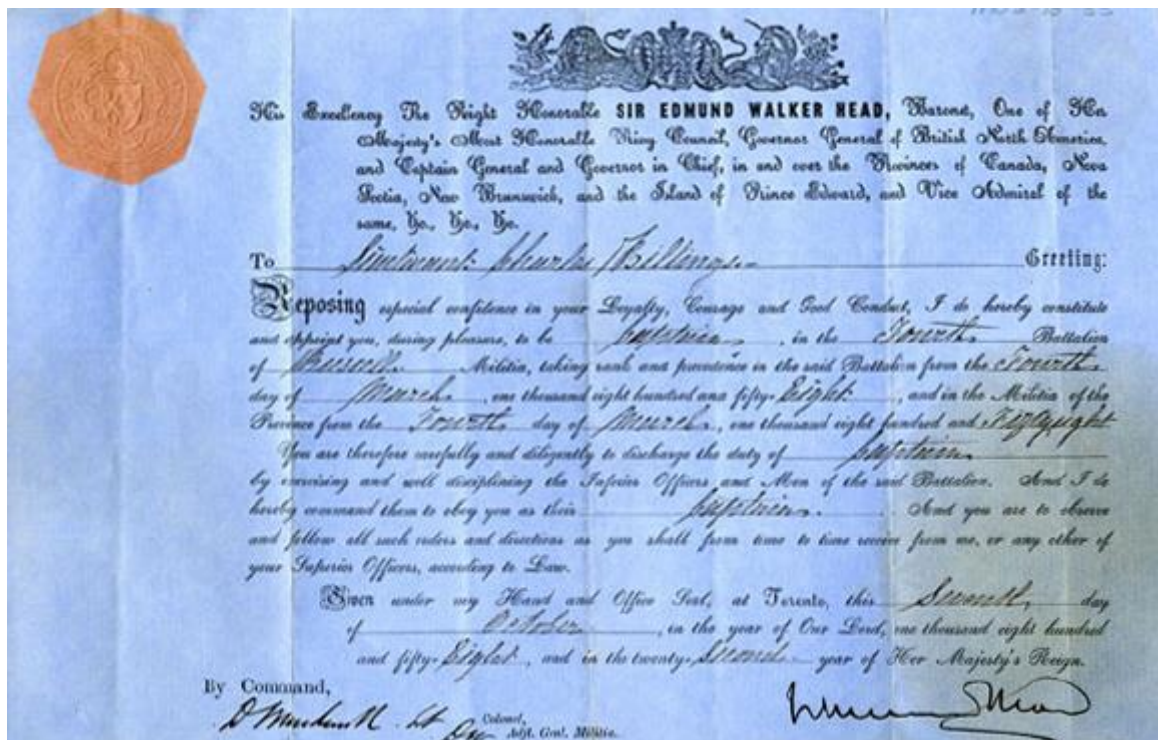 His Excellency The Right Honorable SIR EDMUND WALKER HEAD, Baronet, One of Her
Majesty's Most Honorable Privy Council, Governor General of British North America,
and Captain General and Governor in Chief, in and over the Provinces of Canada, Nova
Scotia, New Brunswick, and the Island of Prince Edward, and Vice Admiral of the
same, &c., &c., &c.
To Lieutenant Charles Billings Greeting:
Reposing especial confidence in your Loyalty, Courage and Good Conduct, I do hereby constitute
and appoint you, during pleasure, to be Captain, in the Fourth Battalion
of Russell Militia, taking rank and precedence in the said Battalion from the Fourth
day of March, one thousand eight hundred and fifty-Eight, and in the Militia of the
Province from the Fourth day of March, one thousand eight hundred and Fiftyeight
You are therefore carefully and diligently to discharge the duty of Captain
by exercising and well disciplining the Inferior Officers and Men of the said Battalion. And I do
hereby command them to obey you as their Captain. And you are to observe
and follow all such orders and directions as you shall from time to time receive from me, or any other of
your Superior Officers, according to Law.
Given under my Hand and Office Seal, at Toronto, this Seventh day
of October, in the year of Our Lord, one thousand eight hundred
and fifty-Eight, and in the twenty-Second year of Her Majesty's Reign.
By Command,
Lt Colonel,
Adjt. Genl. Militia.